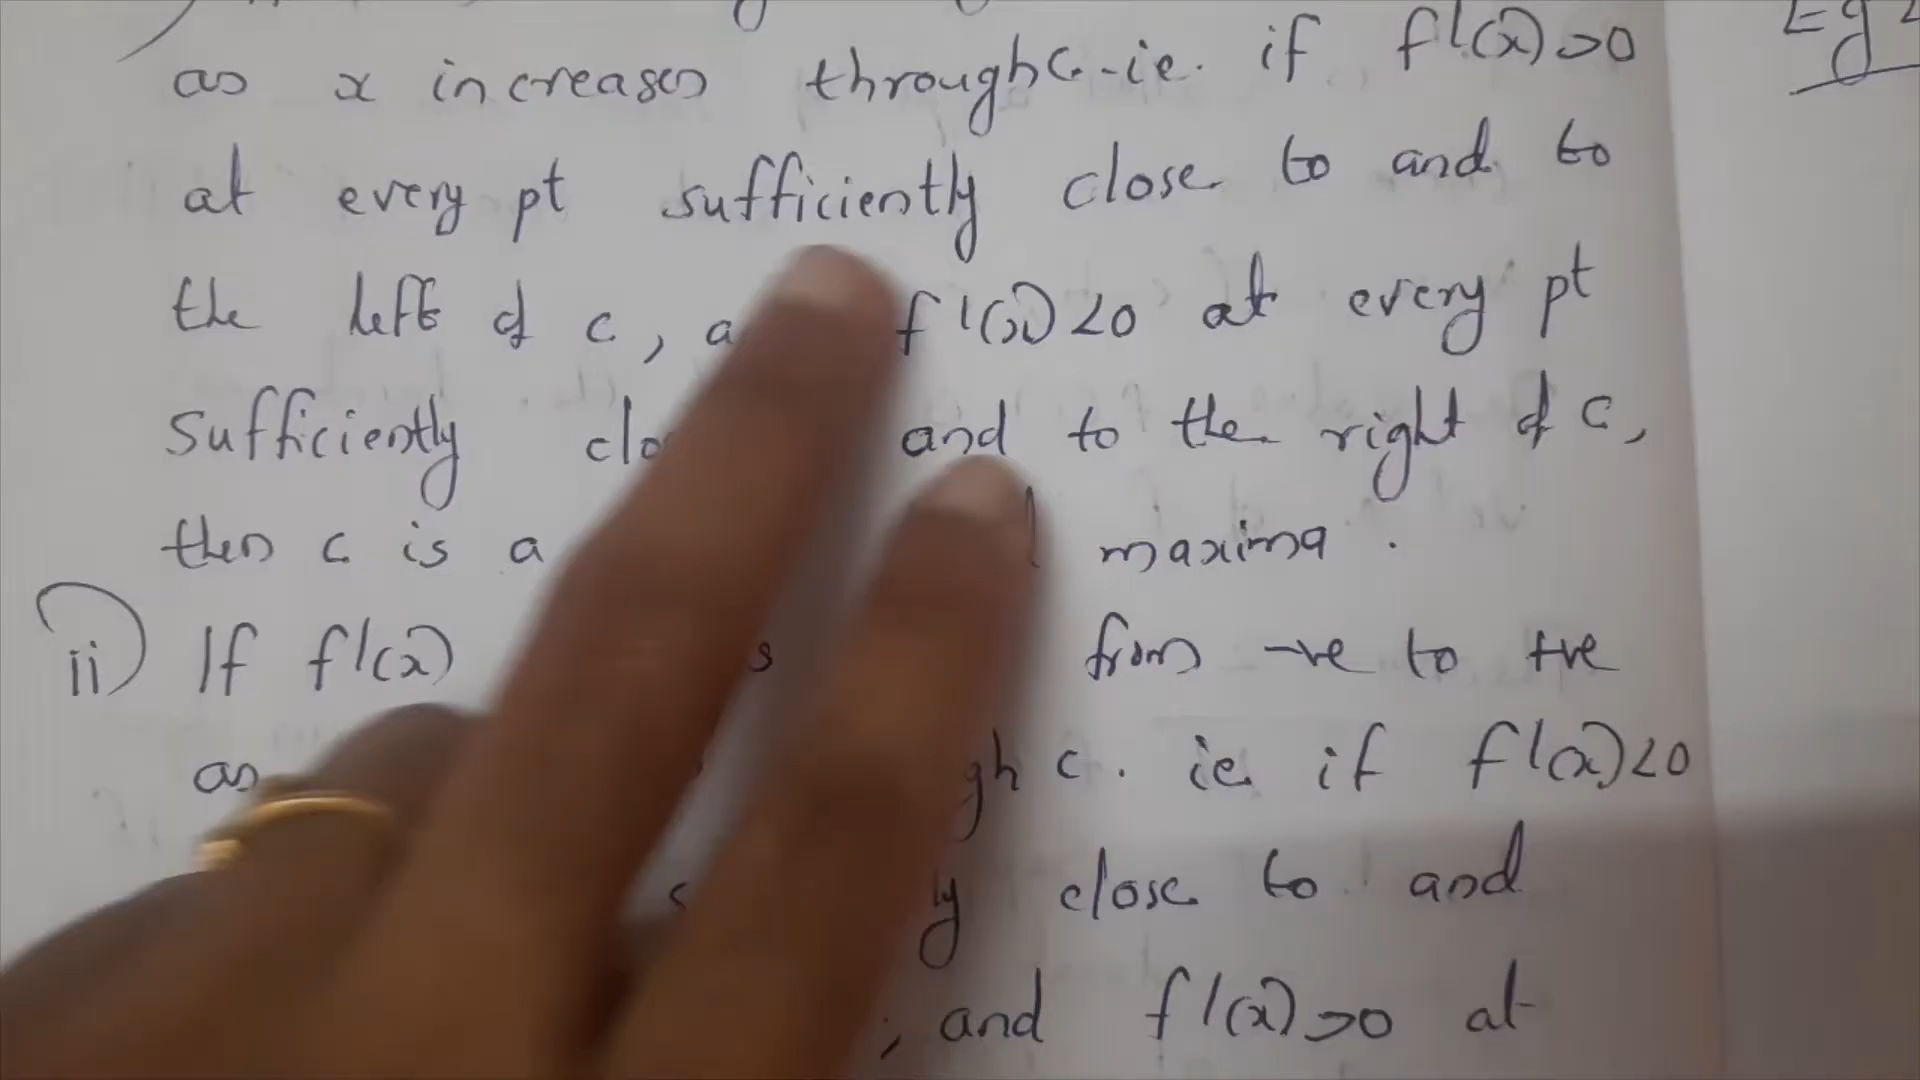 as x increases through c. ie. if f'(x)>0
at every pt sufficiently close to and to
the left of c, f'(x)<0 at every pt
sufficiently and to the right of c,
then c is a maxima.
ii) If f'(x) from -ve to +ve
as c. ie if f'(x)<0
close to and
, and f'(x)>0 at
Eg